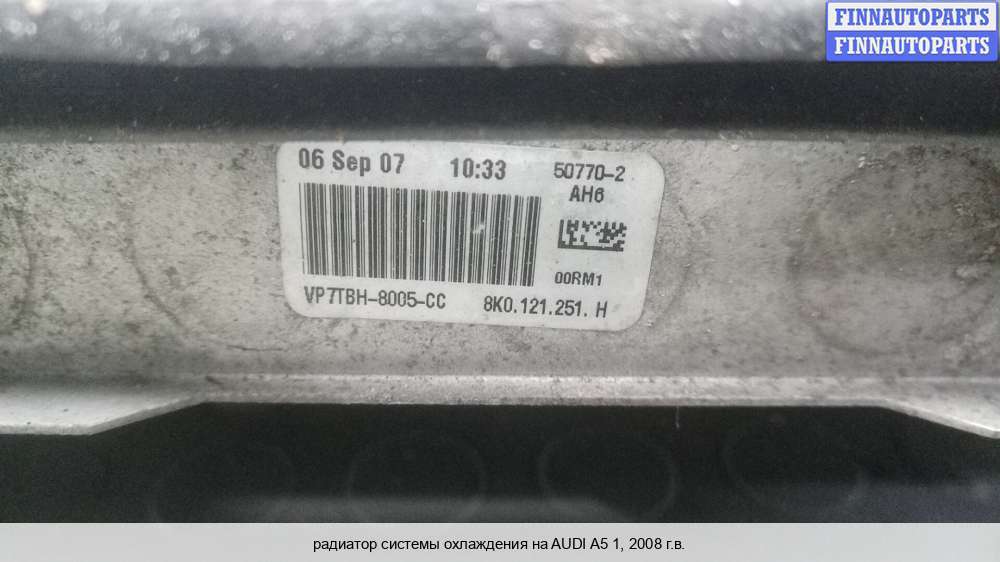 FINNAUTOPARTS
FINNAUTOPARTS
06 Sep 07 10:33 50770-2
AH6
00RM1
VP7TBH-8005-CC 8K0.121.251. H
радиатор системы охлаждения на AUDI A5 1, 2008 г.в.